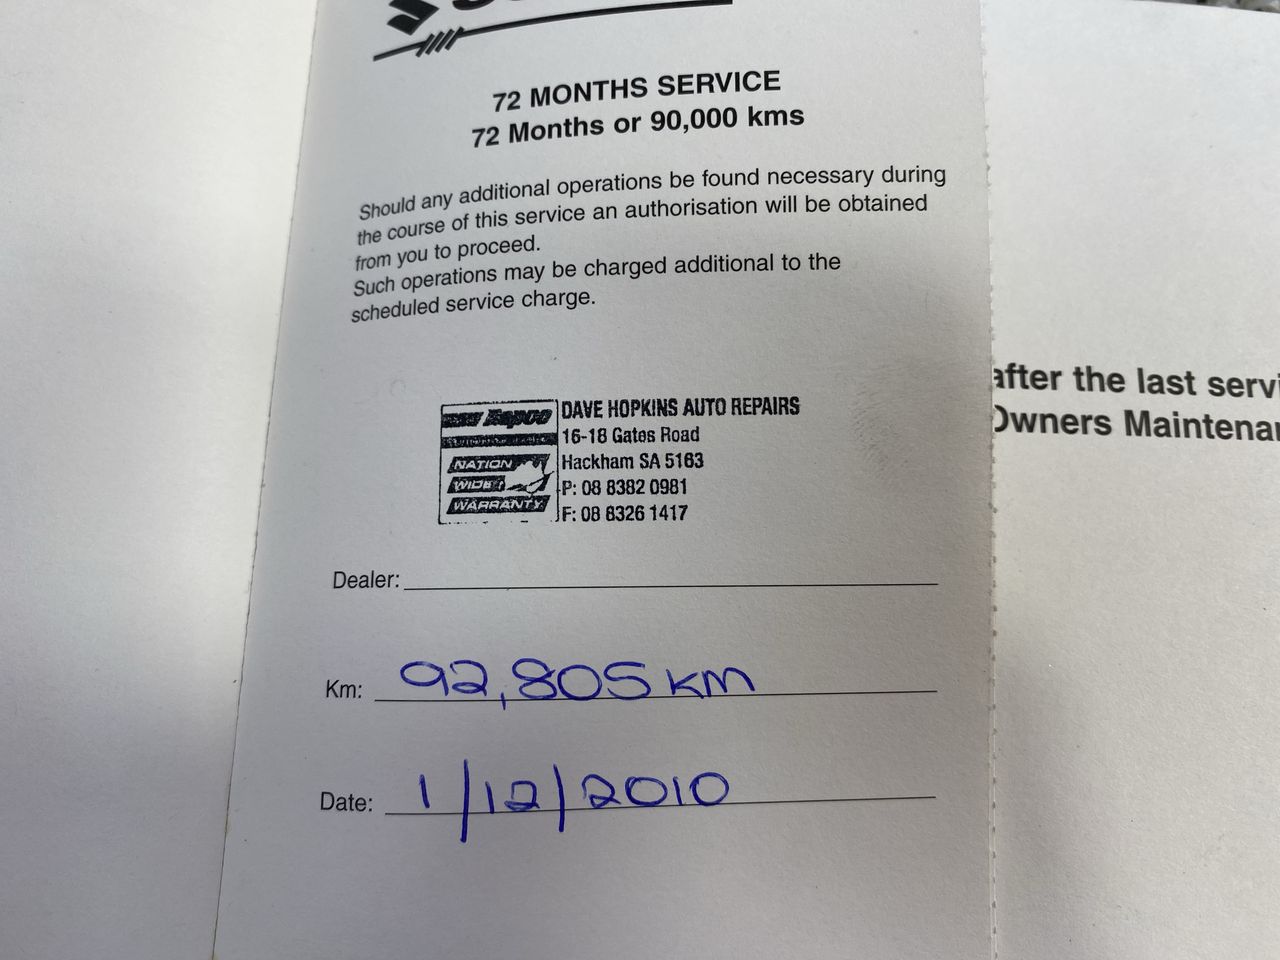 72 MONTHS SERVICE
72 Months or 90,000 kms
Should any additional operations be found necessary during
the course of this service an authorisation will be obtained
from you to proceed.
Such operations may be charged additional to the
scheduled service charge.
Repco
NATION
WIDE
WARRANTY
DAVE HOPKINS AUTO REPAIRS
16-18 Gates Road
Hackham SA 5163
P: 08 8382 0981
F: 08 8326 1417
Dealer:
Km: 92,805 KM
Date: 1/12/2010
after the last servi
Owners Maintenan